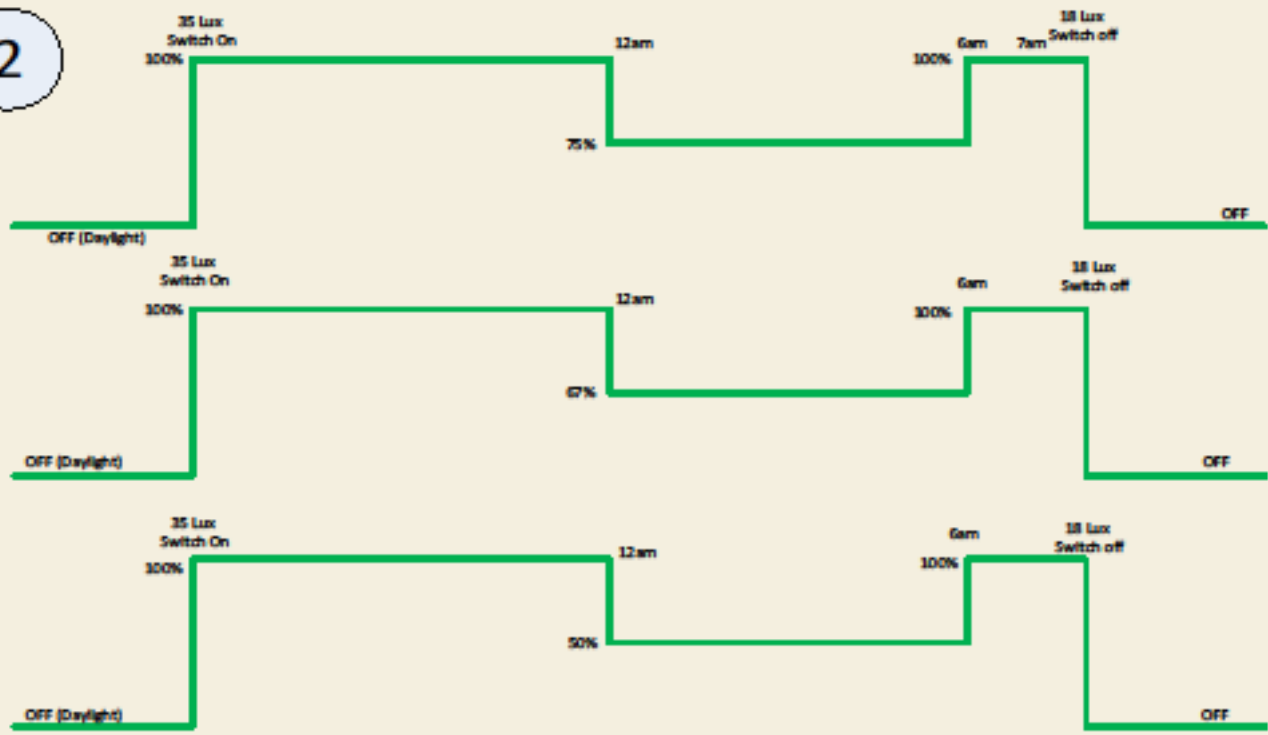 2
35 Lux
Switch On
100%
12am
75%
100%
6am
7am
18 Lux
Switch off
OFF (Daylight)
OFF
35 Lux
Switch On
100%
12am
67%
100%
6am
18 Lux
Switch off
OFF (Daylight)
OFF
35 Lux
Switch On
100%
12am
50%
100%
6am
18 Lux
Switch off
OFF (Daylight)
OFF